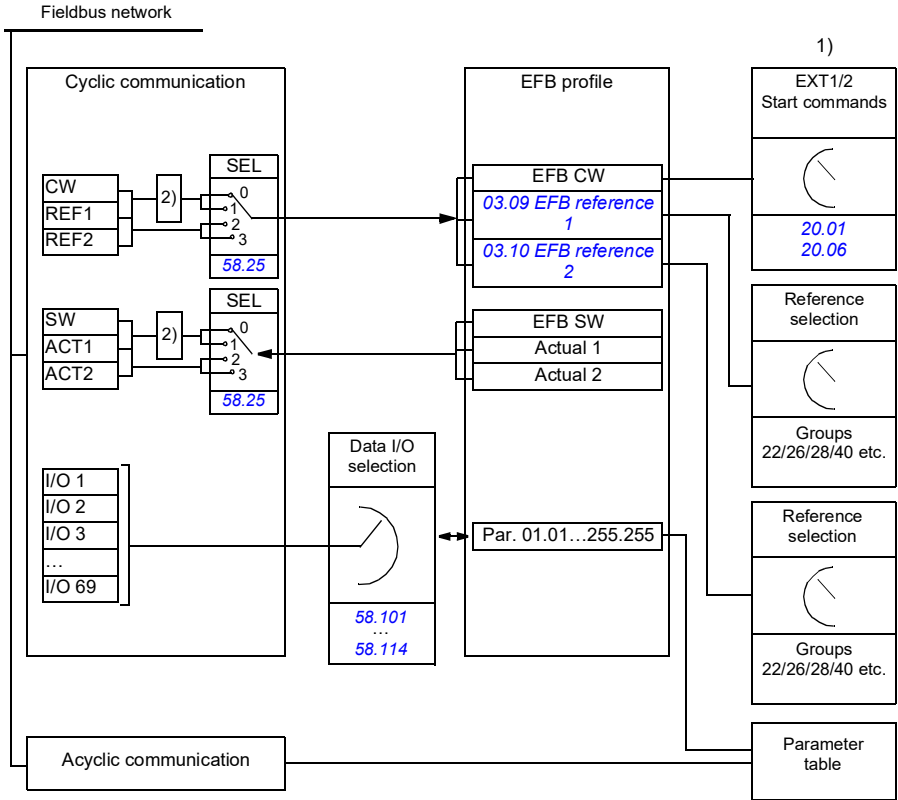 Fieldbus network
1)
Cyclic communication
EFB profile
EXT1/2
Start commands
SEL
CW
REF1
REF2
2)
0
1
2
3
58.25
EFB CW
03.09 EFB reference
1
03.10 EFB reference
2
20.01
20.06
SEL
SW
ACT1
ACT2
2)
0
1
2
3
58.25
EFB SW
Actual 1
Actual 2
Reference
selection
Groups
22/26/28/40 etc.
Data I/O
selection
I/O 1
I/O 2
I/O 3
...
I/O 69
58.101
...
58.114
Par. 01.01...255.255
Reference
selection
Groups
22/26/28/40 etc.
Acyclic communication
Parameter
table